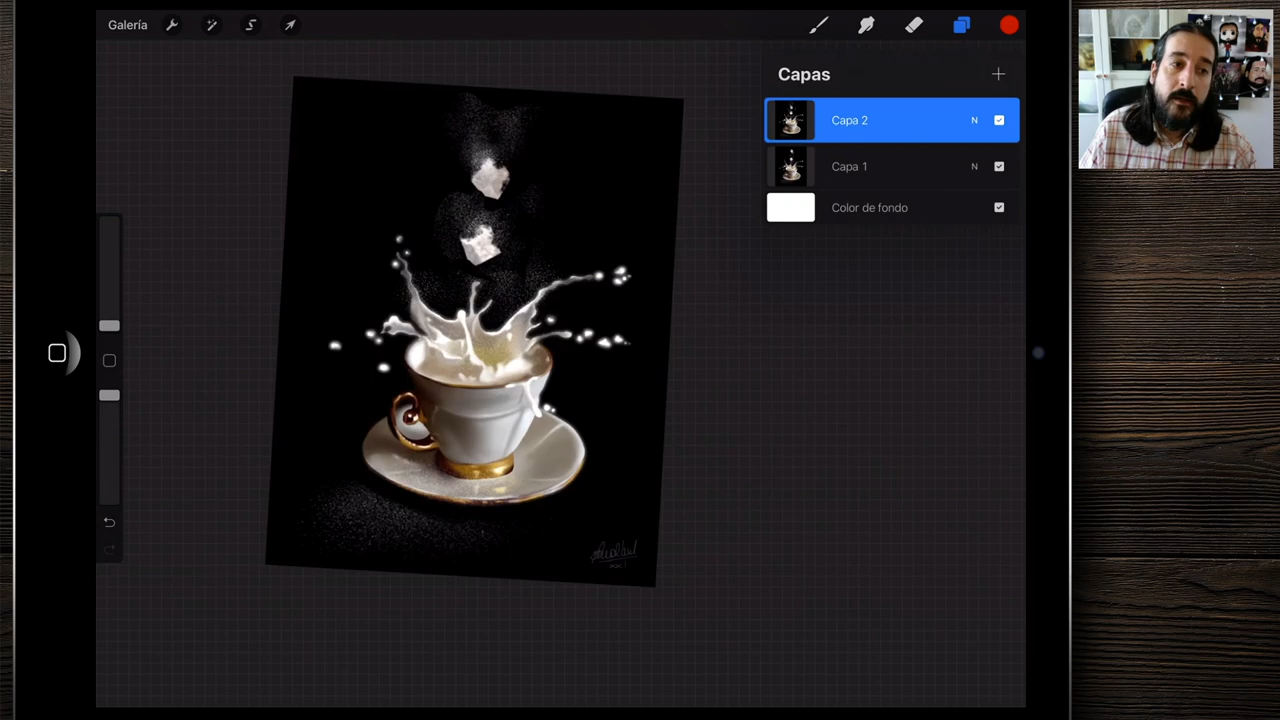 Galería
Capas
Capa 2 N
Capa 1 N
Color de fondo